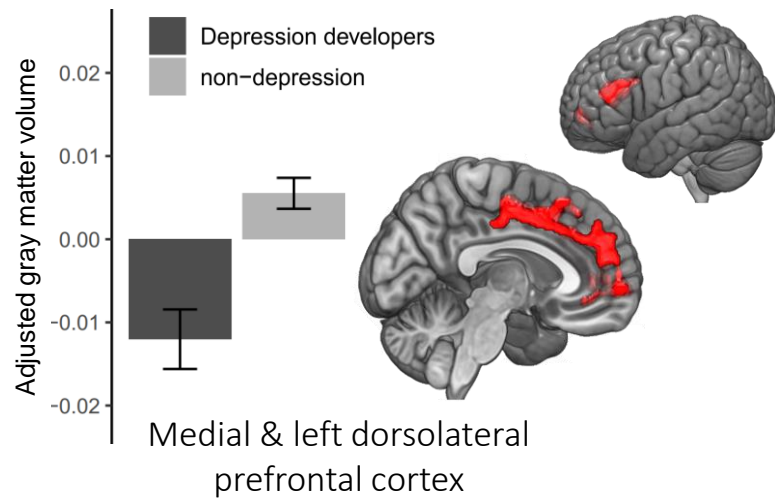 Depression developers
non−depression
Adjusted gray matter volume
0.02
0.01
0.00
−0.01
−0.02
Medial & left dorsolateral
prefrontal cortex